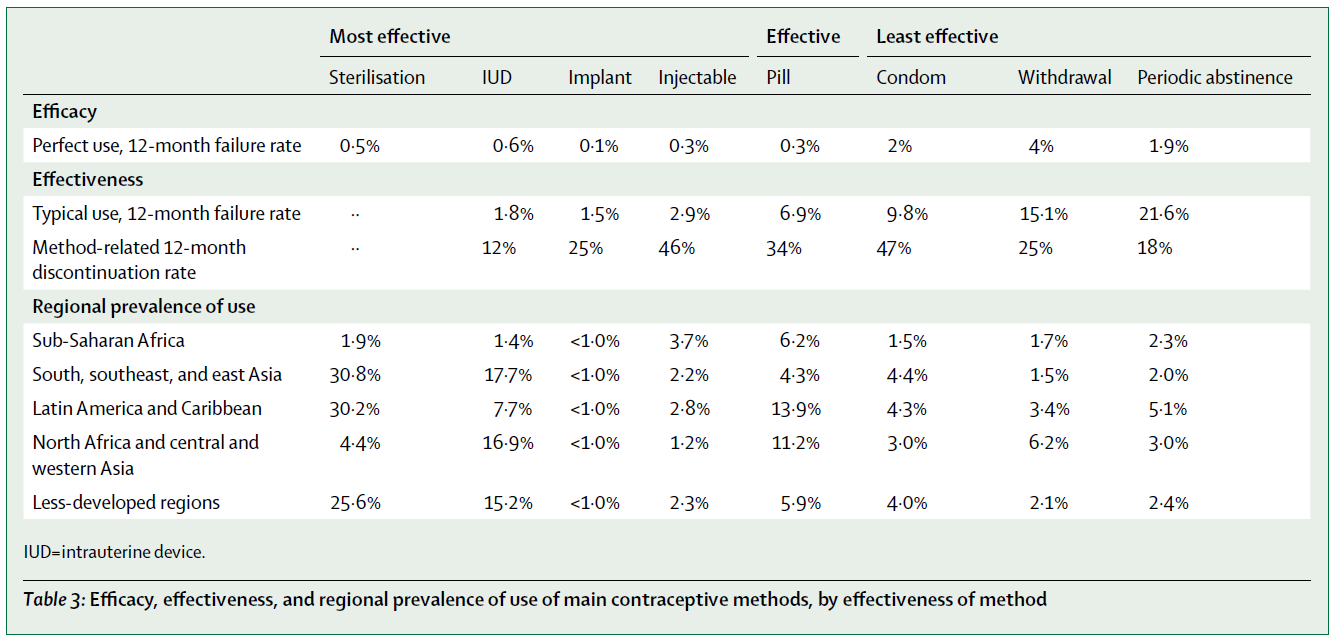 Most effective Effective Least effective
Sterilisation IUD Implant Injectable Pill Condom Withdrawal Periodic abstinence
Efficacy
Perfect use, 12-month failure rate 0·5% 0·6% 0·1% 0·3% 0·3% 2% 4% 1·9%
Effectiveness
Typical use, 12-month failure rate ·· 1·8% 1·5% 2·9% 6·9% 9·8% 15·1% 21·6%
Method-related 12-month ·· 12% 25% 46% 34% 47% 25% 18%
discontinuation rate
Regional prevalence of use
Sub-Saharan Africa 1·9% 1·4% <1·0% 3·7% 6·2% 1·5% 1·7% 2·3%
South, southeast, and east Asia 30·8% 17·7% <1·0% 2·2% 4·3% 4·4% 1·5% 2·0%
Latin America and Caribbean 30·2% 7·7% <1·0% 2·8% 13·9% 4·3% 3·4% 5·1%
North Africa and central and 4·4% 16·9% <1·0% 1·2% 11·2% 3·0% 6·2% 3·0%
western Asia
Less-developed regions 25·6% 15·2% <1·0% 2·3% 5·9% 4·0% 2·1% 2·4%
IUD=intrauterine device.
Table 3: Efficacy, effectiveness, and regional prevalence of use of main contraceptive methods, by effectiveness of method